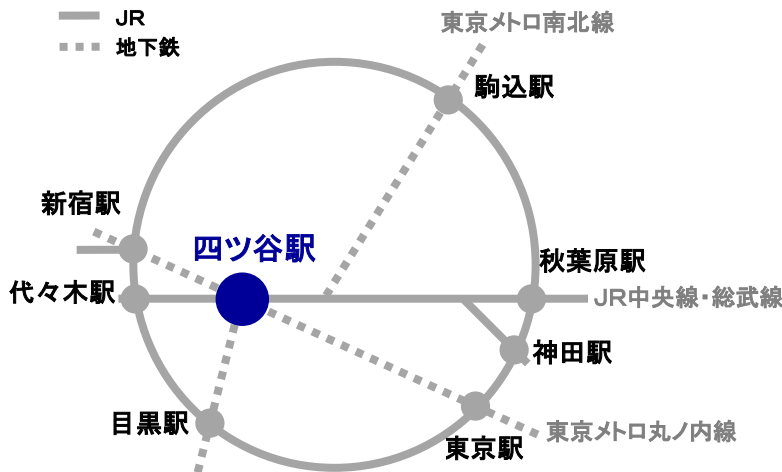 JR
地下鉄
東京メトロ南北線
駒込駅
新宿駅
四ツ谷駅
秋葉原駅
代々木駅
JR中央線・総武線
神田駅
目黒駅
東京駅
東京メトロ丸ノ内線